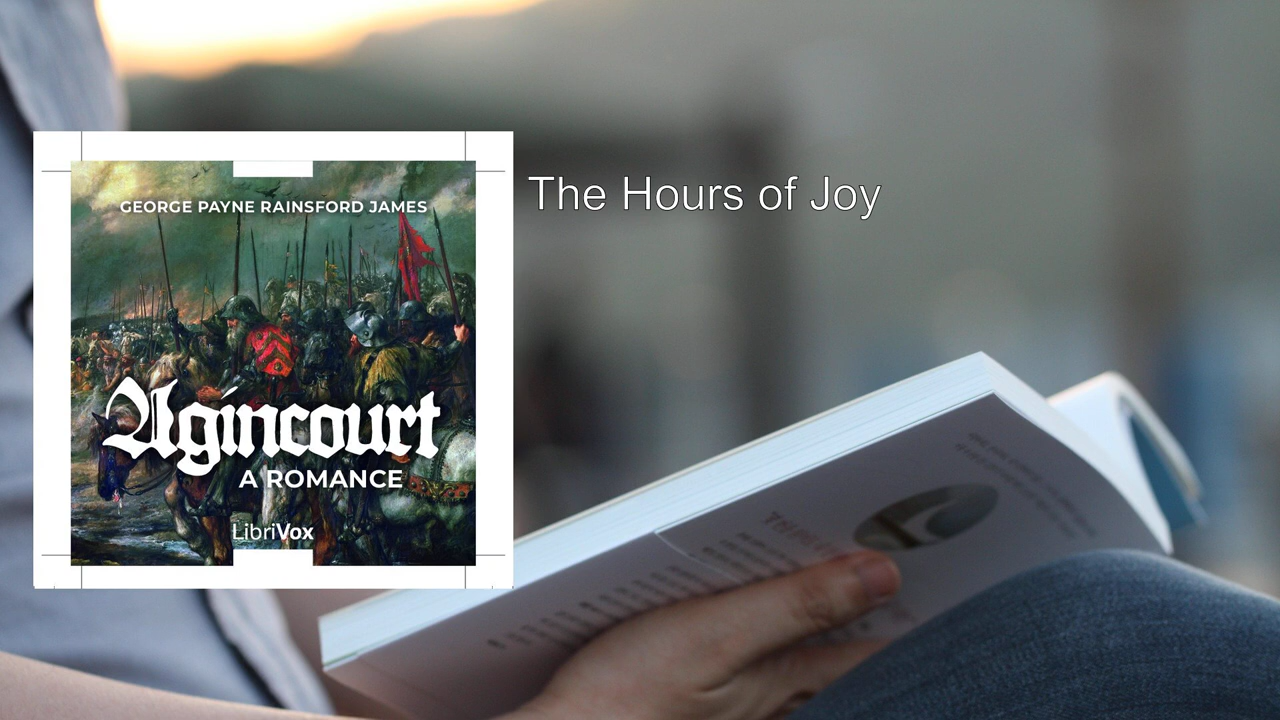 GEORGE PAYNE RAINSFORD JAMES
Agincourt
A ROMANCE
LibriVox
The Hours of Joy